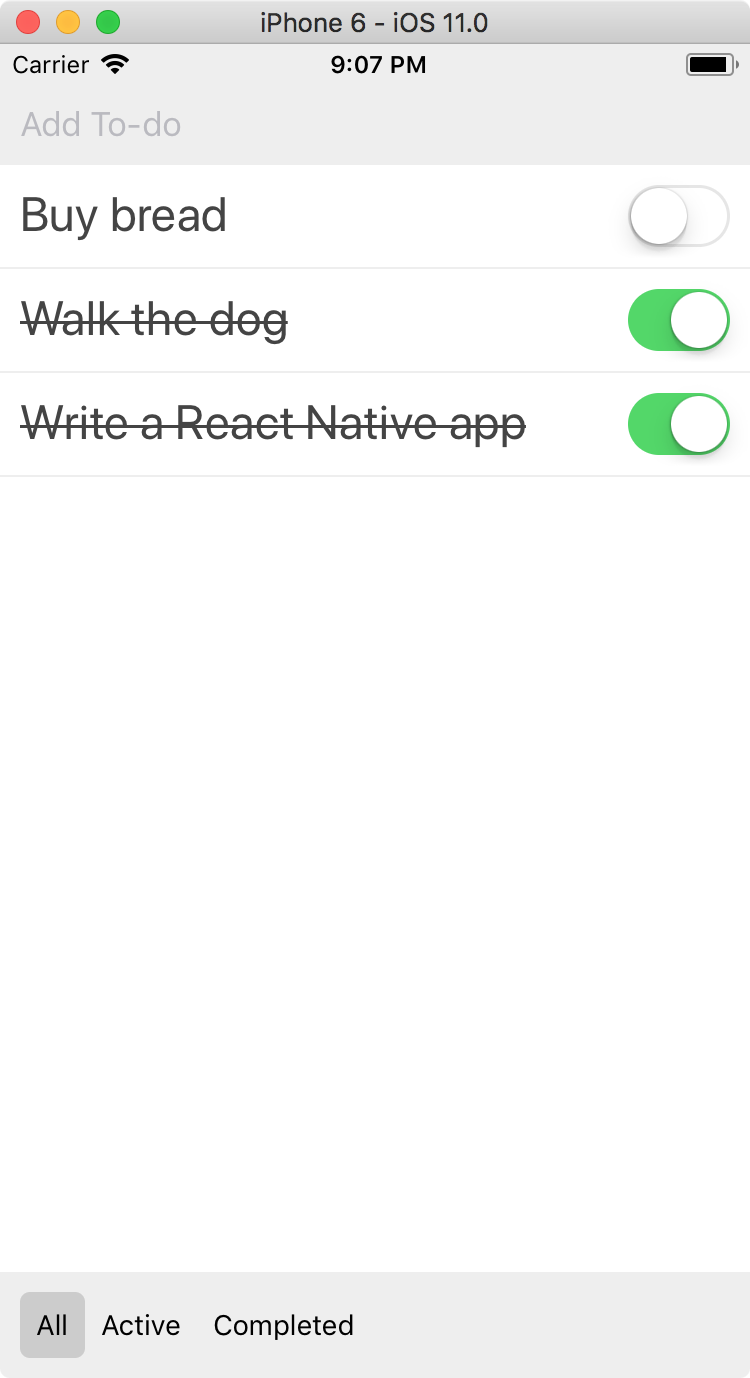 iPhone 6 - iOS 11.0
Carrier 9:07 PM
Add To-do
Buy bread
Walk the dog
Write a React Native app
All Active Completed